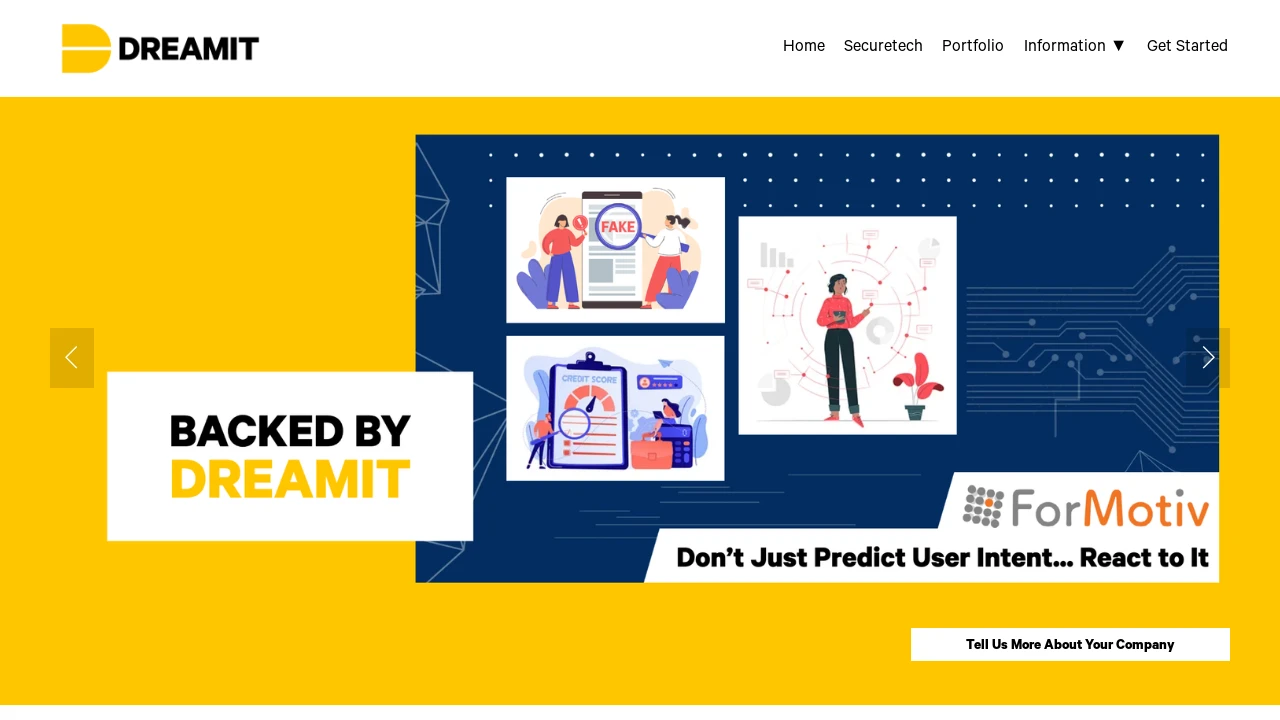 DREAMIT
Home Securetech Portfolio Information ▼ Get Started
FAKE
CREDIT SCORE
BACKED BY
DREAMIT
ForMotiv
Don’t Just Predict User Intent... React to It
Tell Us More About Your Company